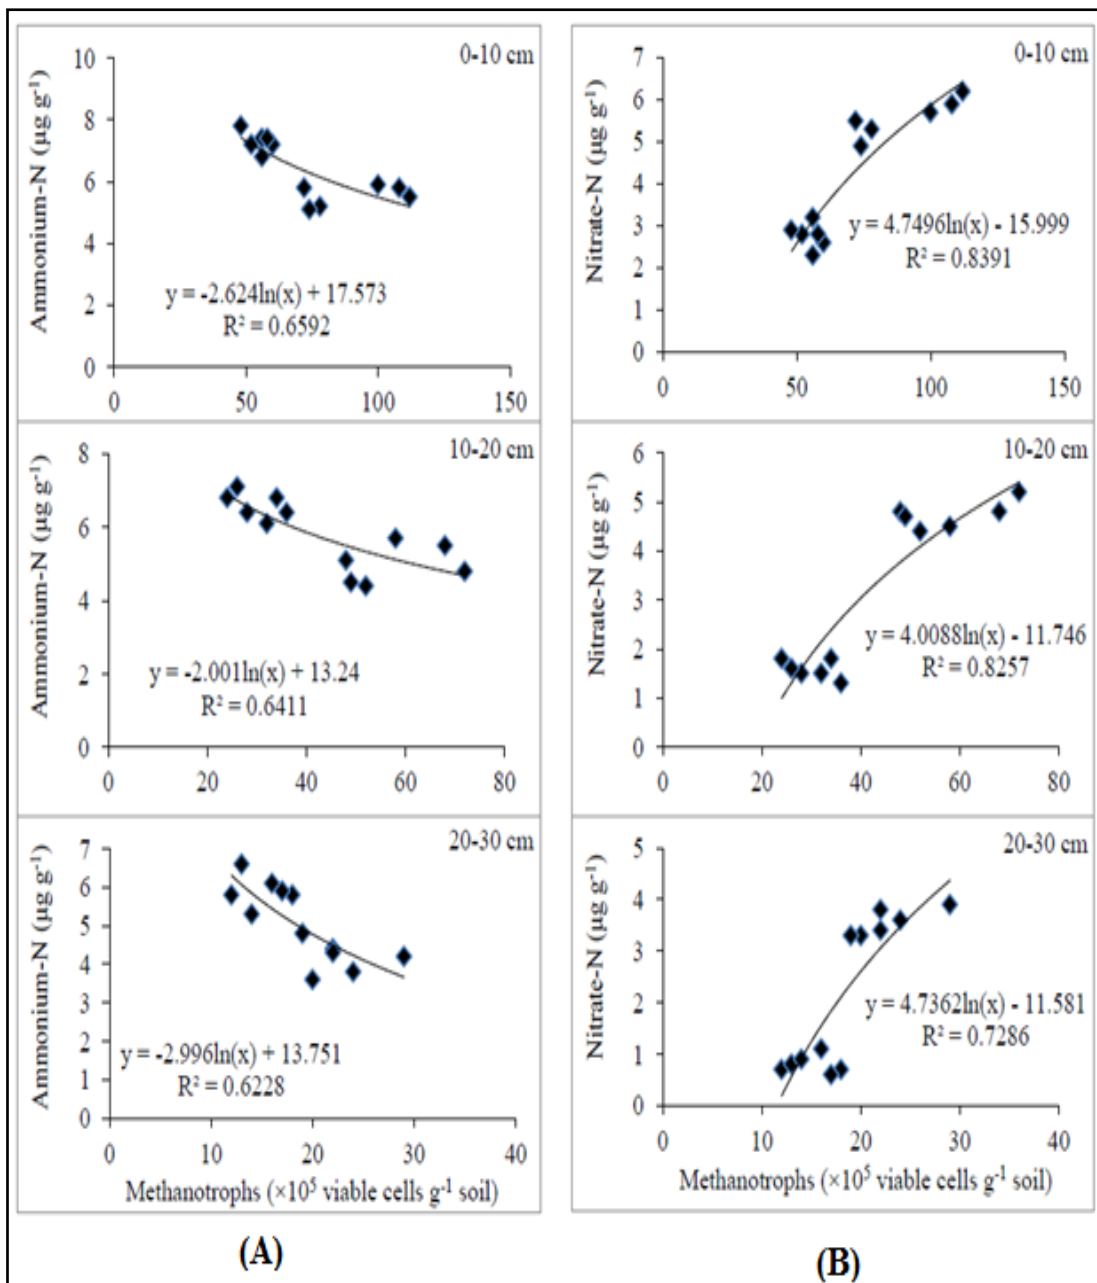 0-10 cm
Ammonium-N (µg g⁻¹)
10
8
6
4
2
0
y = -2.624ln(x) + 17.573
R² = 0.6592
0 50 100 150
10-20 cm
Ammonium-N (µg g⁻¹)
8
6
4
2
0
y = -2.001ln(x) + 13.24
R² = 0.6411
0 20 40 60 80
20-30 cm
Ammonium-N (µg g⁻¹)
7
6
5
4
3
2
1
0
y = -2.996ln(x) + 13.751
R² = 0.6228
0 10 20 30 40
Methanotrophs (×10⁵ viable cells g⁻¹ soil)
(A)
0-10 cm
Nitrate-N (µg g⁻¹)
7
6
5
4
3
2
1
0
y = 4.7496ln(x) - 15.999
R² = 0.8391
0 50 100 150
10-20 cm
Nitrate-N (µg g⁻¹)
6
5
4
3
2
1
0
y = 4.0088ln(x) - 11.746
R² = 0.8257
0 20 40 60 80
20-30 cm
Nitrate-N (µg g⁻¹)
5
4
3
2
1
0
y = 4.7362ln(x) - 11.581
R² = 0.7286
0 10 20 30 40
Methanotrophs (×10⁵ viable cells g⁻¹ soil)
(B)